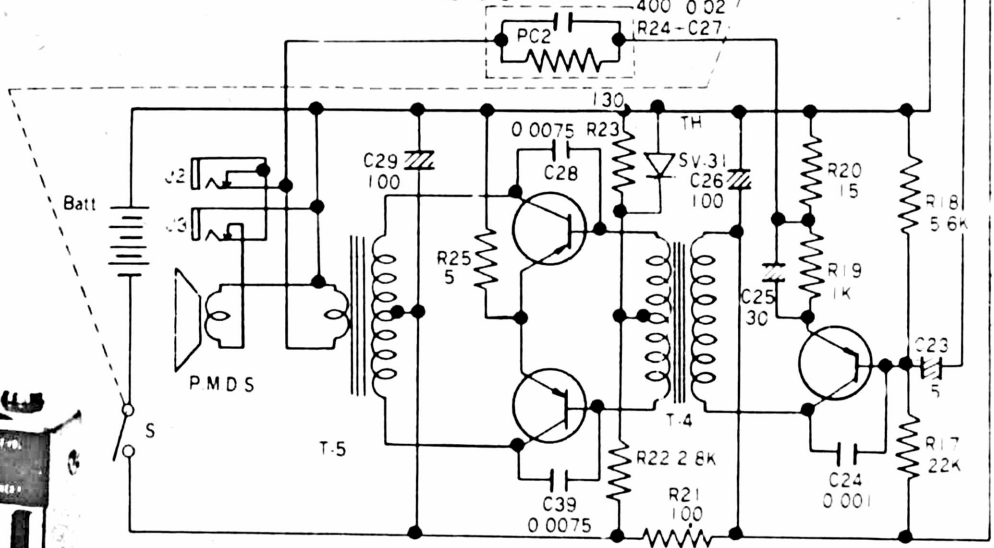 400 0.02
PC2
R24-C27
130
0.0075 R23
TH
C28
C29
100
SV.31
C26
100
R20
15
J2
Batt
J3
R18
5.6K
R25
5
R19
1K
C25
30
C23
5
PMDS
S
T-5
T-4
R22 2.8K
R17
22K
C24
0.001
C39
0.0075
R21
100